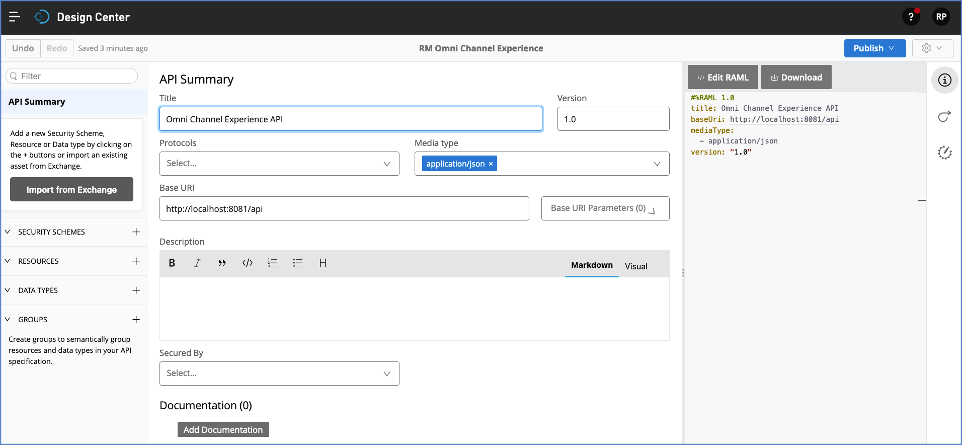 Design Center
?
RP
Undo
Redo
Saved 3 minutes ago
RM Omni Channel Experience
Publish
Filter
API Summary
Add a new Security Scheme,
Resource or Data type by clicking on
the + buttons or import an existing
asset from Exchange.
Import from Exchange
SECURITY SCHEMES
RESOURCES
DATA TYPES
GROUPS
Create groups to semantically group
resources and data types in your API
specification.
API Summary
Title
Version
Omni Channel Experience API
1.0
Protocols
Media type
Select...
application/json ×
Base URI
http://localhost:8081/api
Base URI Parameters (0)
Description
B I ” </> H
Markdown
Visual
Secured By
Select...
Documentation (0)
Add Documentation
Edit RAML
Download
#%RAML 1.0
title: Omni Channel Experience API
baseUri: http://localhost:8081/api
mediaType:
- application/json
version: "1.0"